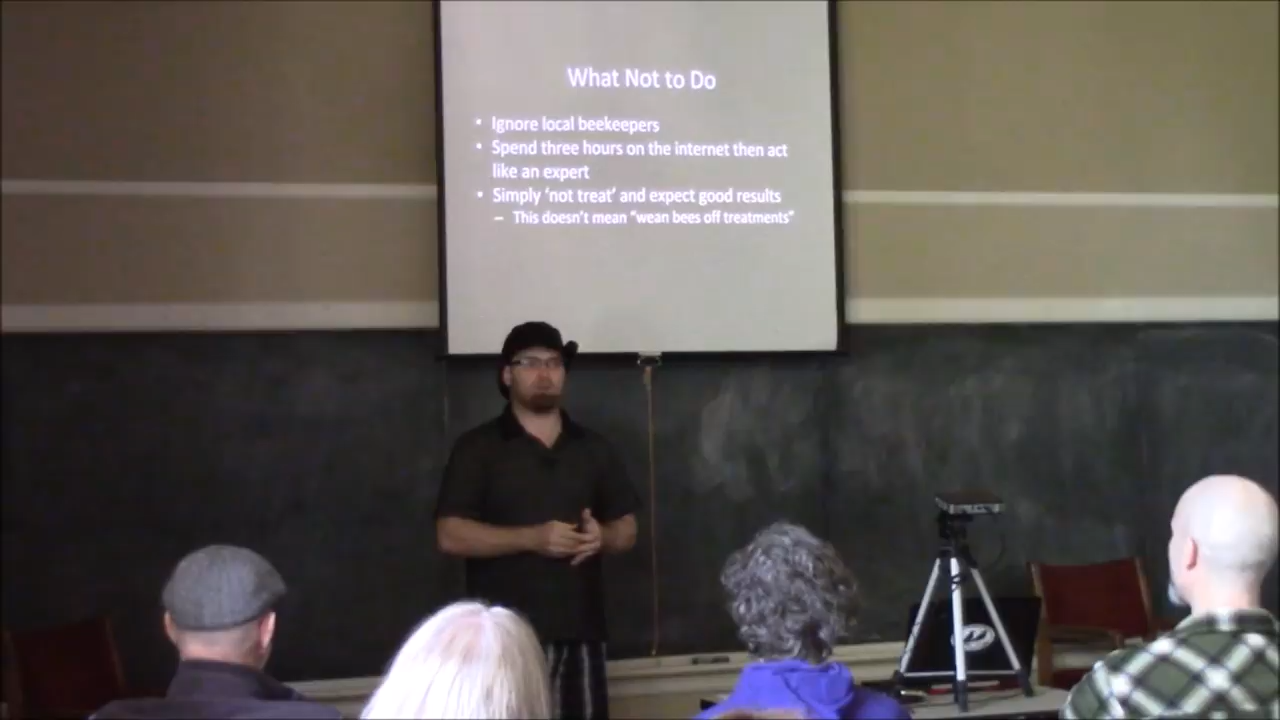 What Not to Do
• Ignore local beekeepers
• Spend three hours on the internet then act
like an expert
• Simply ‘not treat’ and expect good results
– This doesn’t mean “wean bees off treatments”